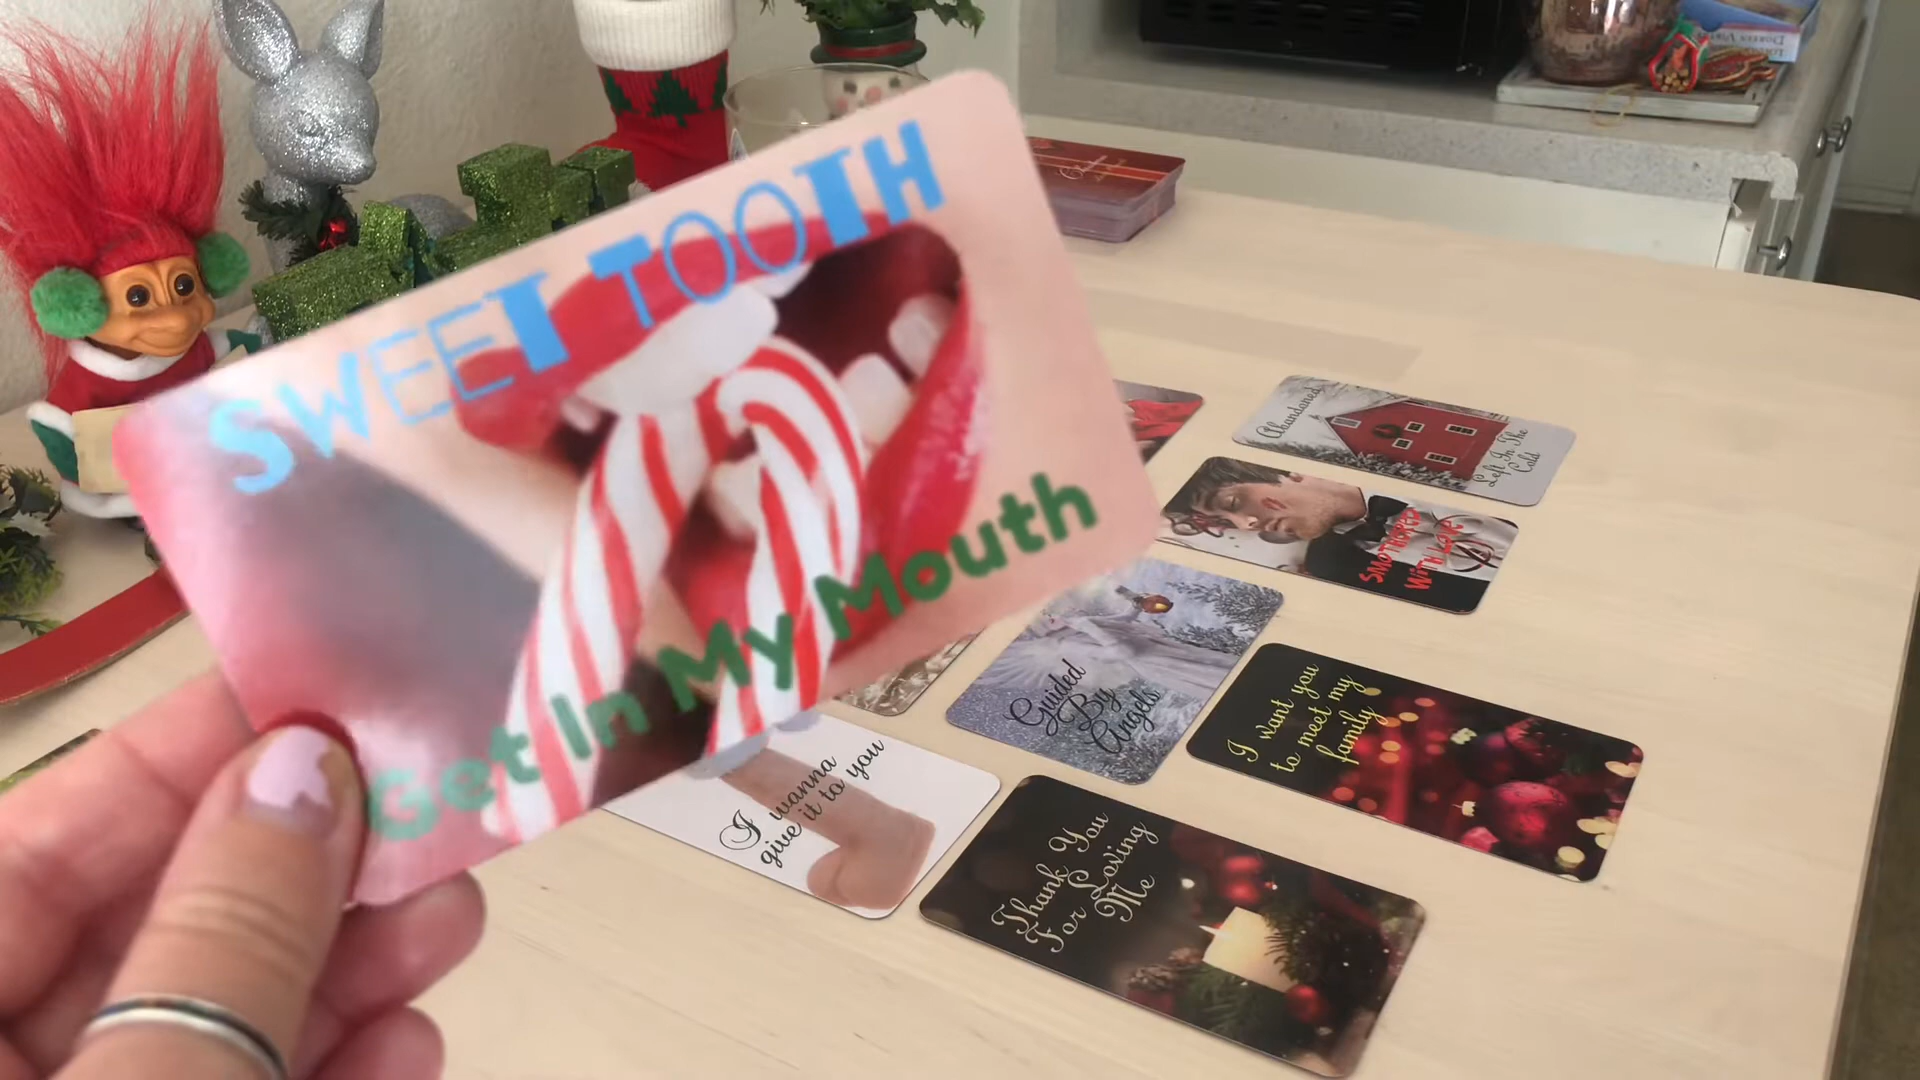 SWEET TOOTH
Get In My Mouth
Abandoned
Left In The
Cold
SMOTHERED
WITH LOVE
Guided
By
Angels
I want you
to meet my
family
I wanna
give it to you
Thank You
For Loving
Me